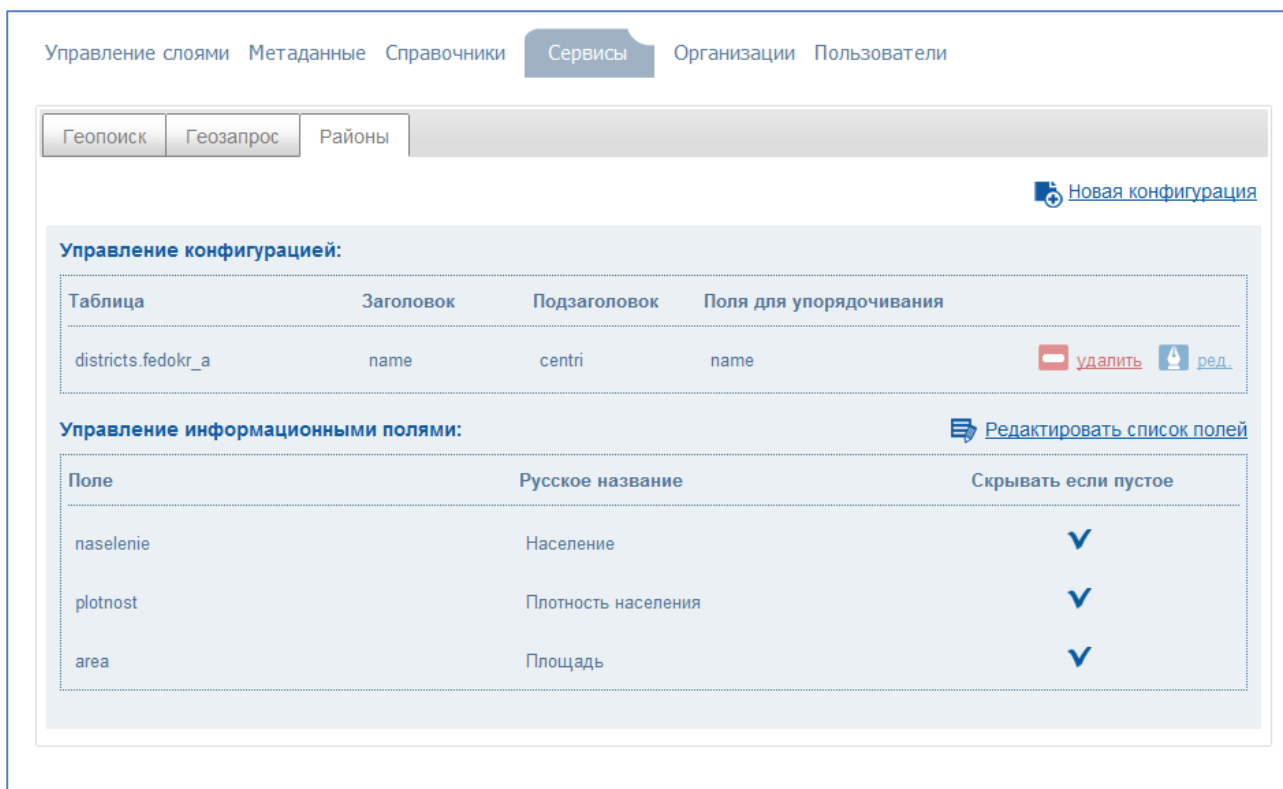 Управление слоями Метаданные Справочники Сервисы Организации Пользователи
Геопоиск Геозапрос Районы
Новая конфигурация
Управление конфигурацией:
Таблица Заголовок Подзаголовок Поля для упорядочивания
districts.fedokr_a name centri name удалить ред.
Управление информационными полями: Редактировать список полей
Поле Русское название Скрывать если пустое
naselenie Население
plotnost Плотность населения
area Площадь